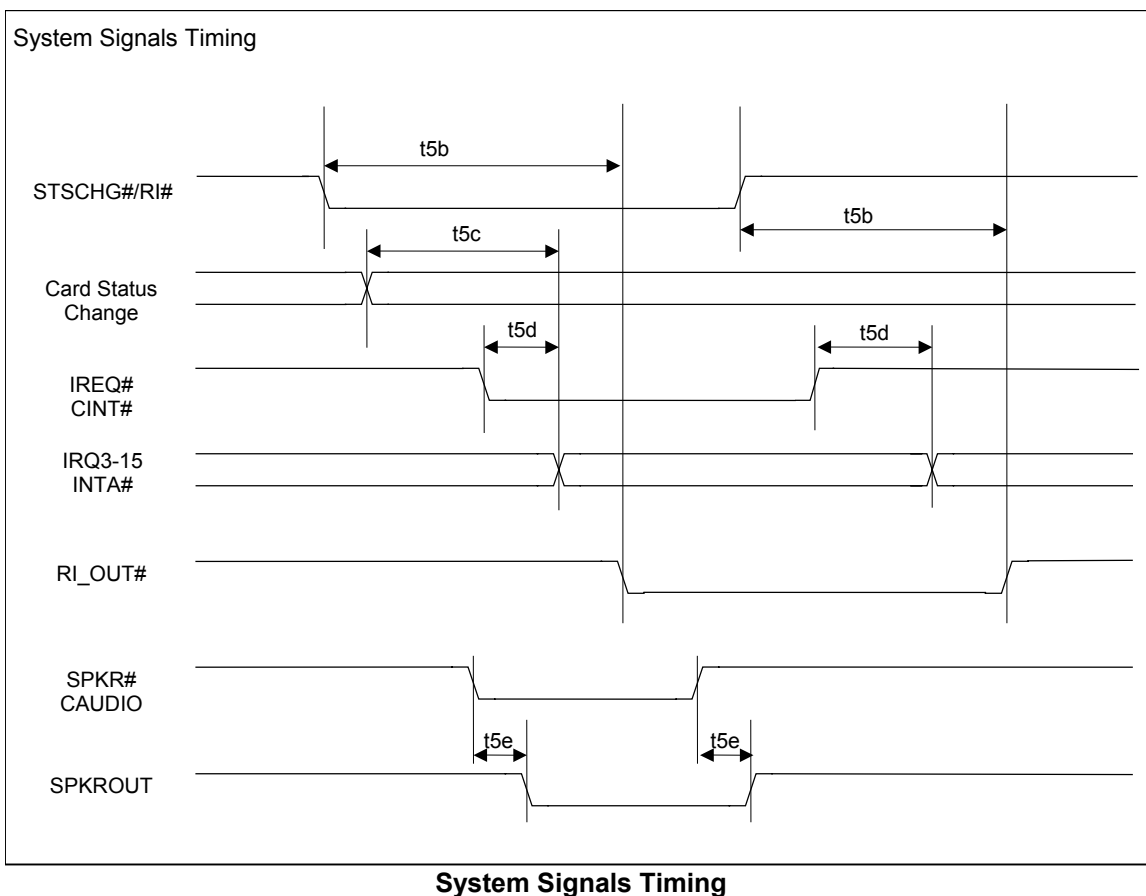 System Signals Timing
t5b
STSCHG#/RI#
t5b
t5c
Card Status
Change
t5d
t5d
IREQ#
CINT#
IRQ3-15
INTA#
RI_OUT#
SPKR#
CAUDIO
t5e
t5e
SPKROUT
System Signals Timing